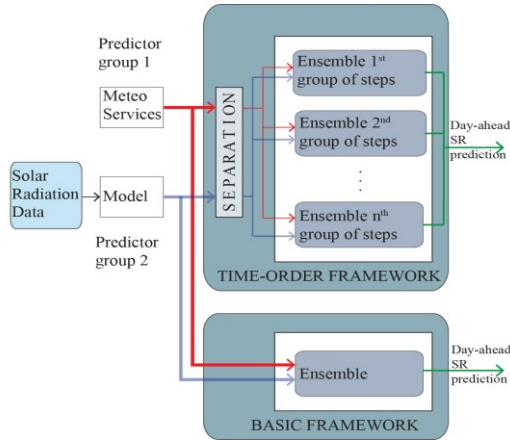 Predictor
group 1
Meteo
Services
Solar
Radiation
Data
Model
Predictor
group 2
SEPARATION
Ensemble 1st
group of steps
Ensemble 2nd
group of steps
Ensemble nth
group of steps
Day-ahead
SR
prediction
TIME-ORDER FRAMEWORK
Ensemble
Day-ahead
SR
prediction
BASIC FRAMEWORK